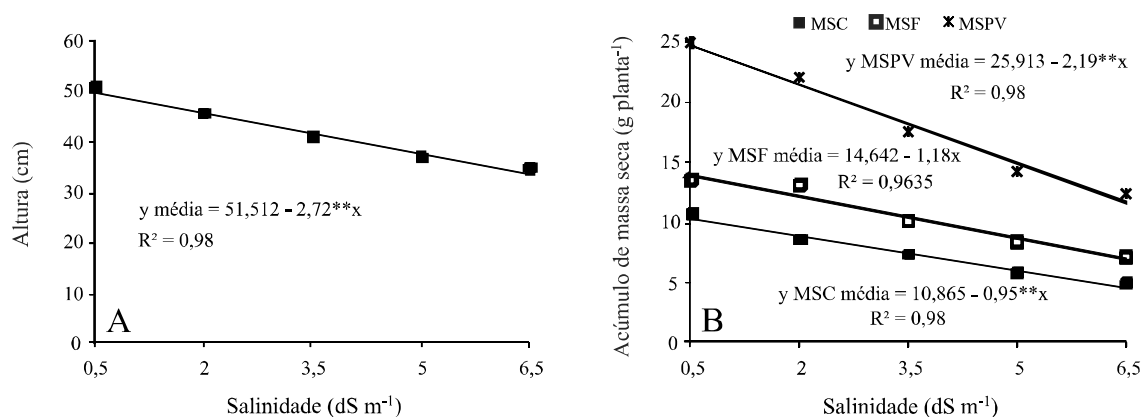 60
50
40
30
20
10
0
Altura (cm)
y média = 51,512 – 2,72**x
R² = 0,98
A
0,5 2 3,5 5 6,5
Salinidade (dS m⁻¹)
MSC MSF MSPV
25
20
15
10
5
0
Acúmulo de massa seca (g planta⁻¹)
y MSPV média = 25,913 – 2,19**x
R² = 0,98
y MSF média = 14,642 – 1,18x
R² = 0,9635
y MSC média = 10,865 – 0,95**x
R² = 0,98
B
0,5 2 3,5 5 6,5
Salinidade (dS m⁻¹)